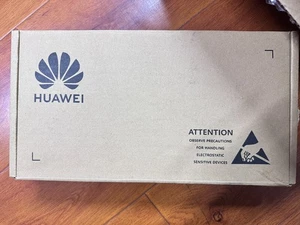 HUAWEI
ATTENTION
OBSERVE PRECAUTIONS
FOR HANDLING
ELECTROSTATIC
SENSITIVE DEVICES